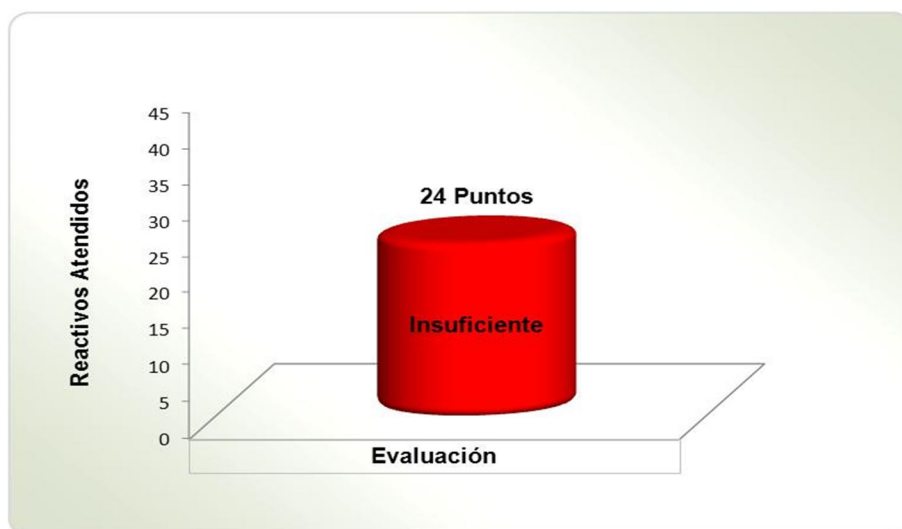 Reactivos Atendidos
45
40
35
30
25
20
15
10
5
0
24 Puntos
Insuficiente
Evaluación